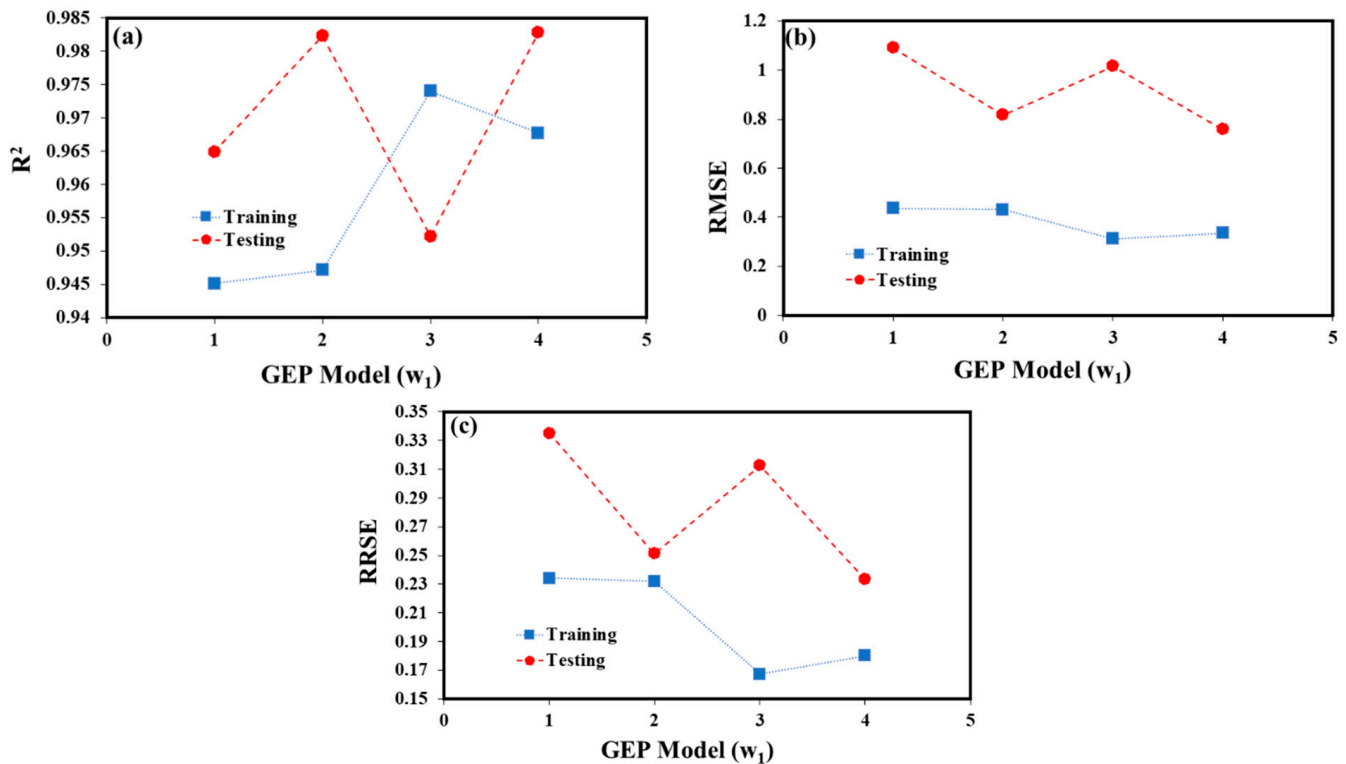 (a)
0.985
0.98
0.975
0.97
0.965
0.96
0.955
0.95
0.945
0.94
R²
Training
Testing
0 1 2 3 4 5
GEP Model (w₁)
(b)
1.2
1
0.8
0.6
0.4
0.2
0
RMSE
Training
Testing
0 1 2 3 4 5
GEP Model (w₁)
(c)
0.35
0.33
0.31
0.29
0.27
0.25
0.23
0.21
0.19
0.17
0.15
RRSE
Training
Testing
0 1 2 3 4 5
GEP Model (w₁)